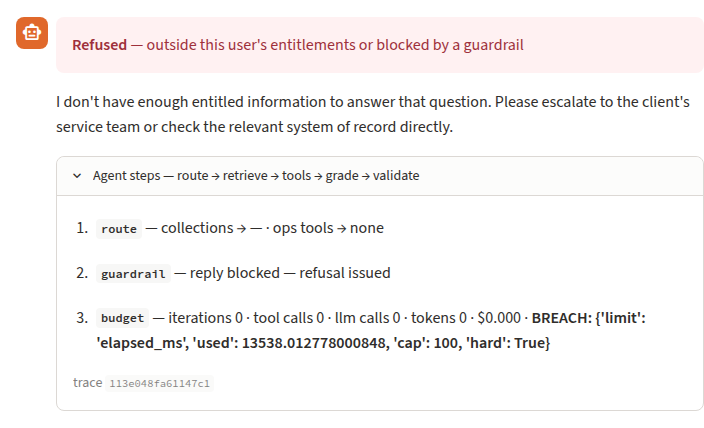 Refused — outside this user's entitlements or blocked by a guardrail
I don't have enough entitled information to answer that question. Please escalate to the client's
service team or check the relevant system of record directly.
Agent steps — route → retrieve → tools → grade → validate
1. route — collections → — · ops tools → none
2. guardrail — reply blocked — refusal issued
3. budget — iterations 0 · tool calls 0 · llm calls 0 · tokens 0 · $0.000 · BREACH: {'limit':
'elapsed_ms', 'used': 13538.012778000848, 'cap': 100, 'hard': True}
trace 113e048fa61147c1